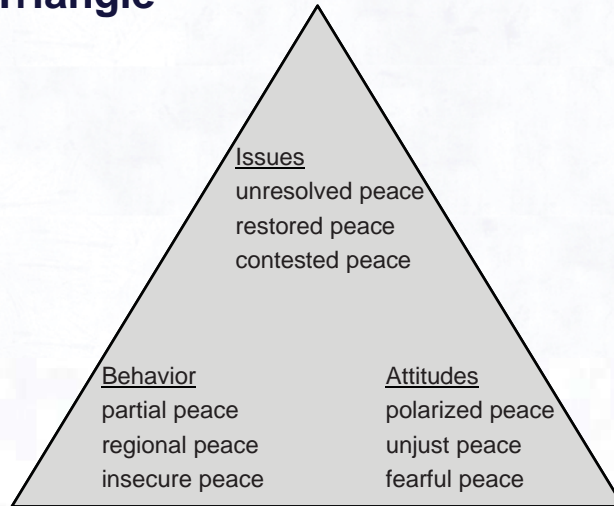 Triangle
Issues
unresolved peace
restored peace
contested peace
Behavior
partial peace
regional peace
insecure peace
Attitudes
polarized peace
unjust peace
fearful peace